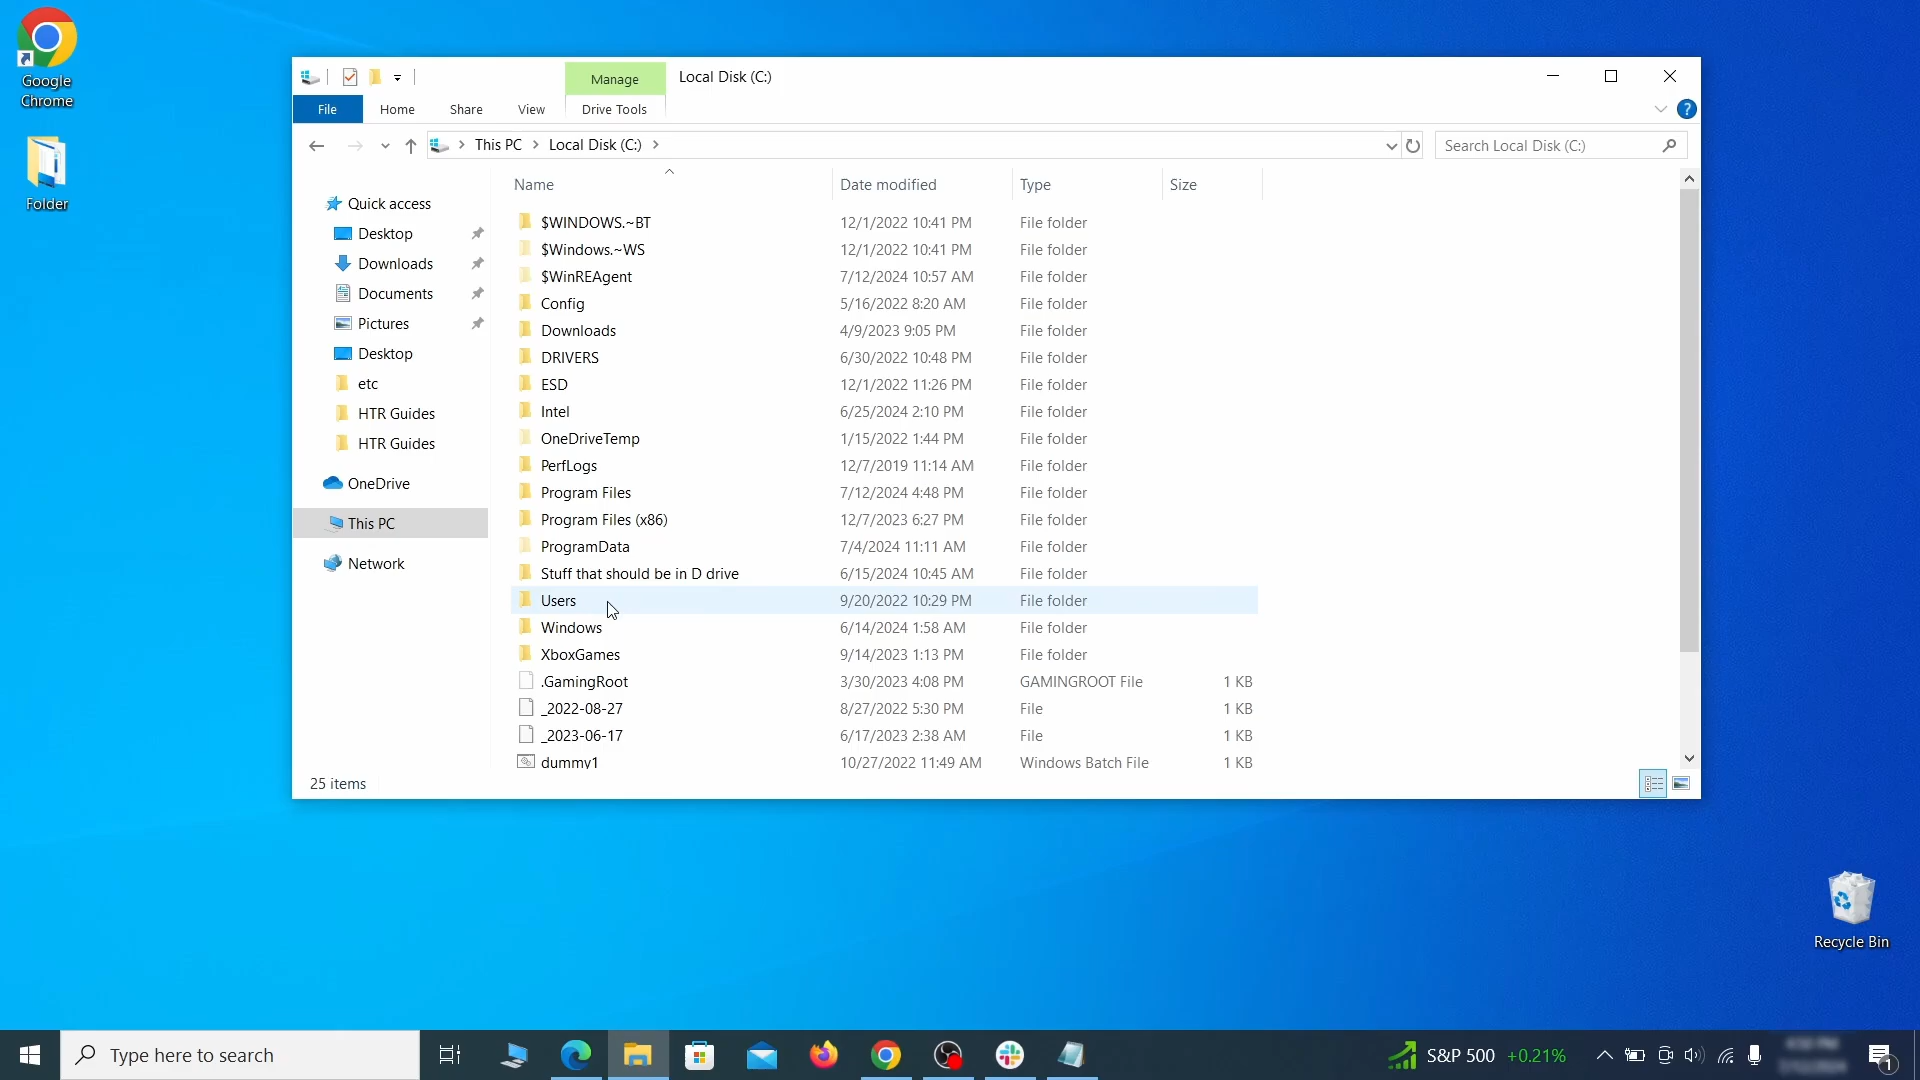 Google
Chrome
Folder
Manage
Local Disk (C:)
File
Home
Share
View
Drive Tools
?
This PC
Local Disk (C:)
Search Local Disk (C:)
Name
Date modified
Type
Size
Quick access
Desktop
Downloads
Documents
Pictures
Desktop
etc
HTR Guides
HTR Guides
OneDrive
This PC
Network
$WINDOWS.~BT 12/1/2022 10:41 PM File folder
$Windows.~WS 12/1/2022 10:41 PM File folder
$WinREAgent 7/12/2024 10:57 AM File folder
Config 5/16/2022 8:20 AM File folder
Downloads 4/9/2023 9:05 PM File folder
DRIVERS 6/30/2022 10:48 PM File folder
ESD 12/1/2022 11:26 PM File folder
Intel 6/25/2024 2:10 PM File folder
OneDriveTemp 1/15/2022 1:44 PM File folder
PerfLogs 12/7/2019 11:14 AM File folder
Program Files 7/12/2024 4:48 PM File folder
Program Files (x86) 12/7/2023 6:27 PM File folder
ProgramData 7/4/2024 11:11 AM File folder
Stuff that should be in D drive 6/15/2024 10:45 AM File folder
Users 9/20/2022 10:29 PM File folder
Windows 6/14/2024 1:58 AM File folder
XboxGames 9/14/2023 1:13 PM File folder
.GamingRoot 3/30/2023 4:08 PM GAMINGROOT File 1 KB
_2022-08-27 8/27/2022 5:30 PM File 1 KB
_2023-06-17 6/17/2023 2:38 AM File 1 KB
dummy1 10/27/2022 11:49 AM Windows Batch File 1 KB
25 items
Recycle Bin
Type here to search
S&P 500 +0.21%
1